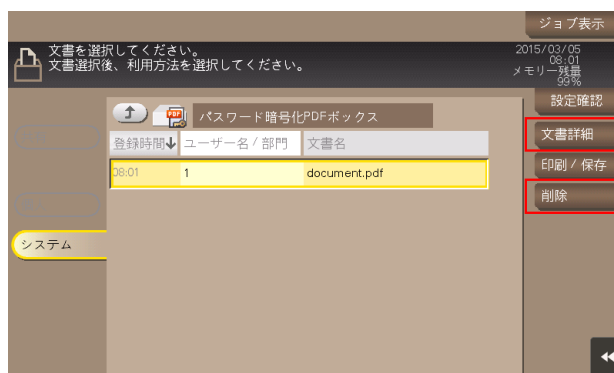 ジョブ表示
文書を選択してください。
文書選択後、利用方法を選択してください。
2015/03/05
08:01
メモリー残量
99%
設定確認
パスワード暗号化PDFボックス
文書詳細
登録時間↓ ユーザー名/部門 文書名
印刷/保存
08:01 1 document.pdf
削除
システム